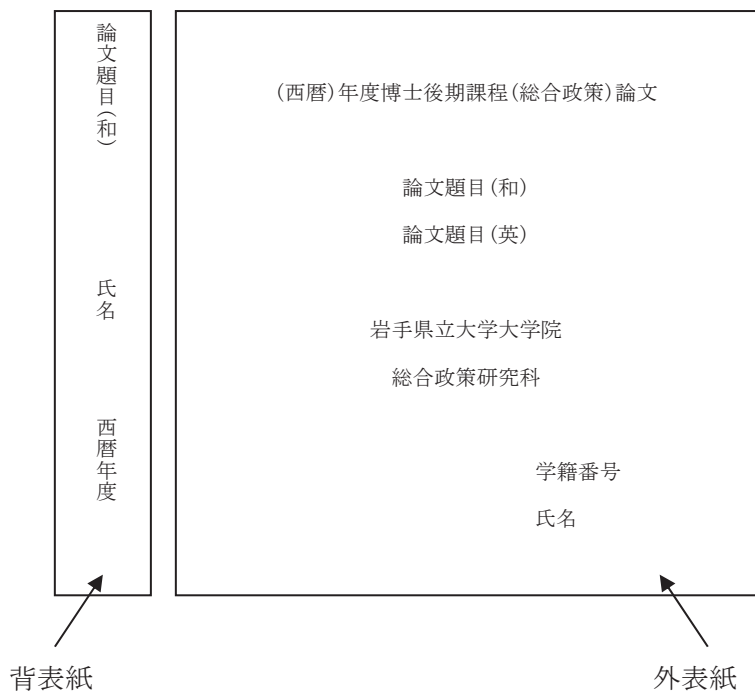 論文題目(和)
氏名
西暦年度
(西暦)年度博士後期課程(総合政策)論文
論文題目(和)
論文題目(英)
岩手県立大学大学院
総合政策研究科
学籍番号
氏名
背表紙
外表紙